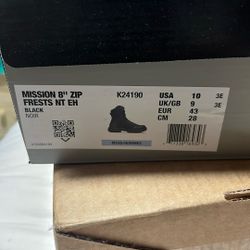 MISSION 8" ZIP
FRESTS NT EH
BLACK
NOIR
K24190
USA 10 3E
UK/GB 9 3E
EUR 43
CM 28